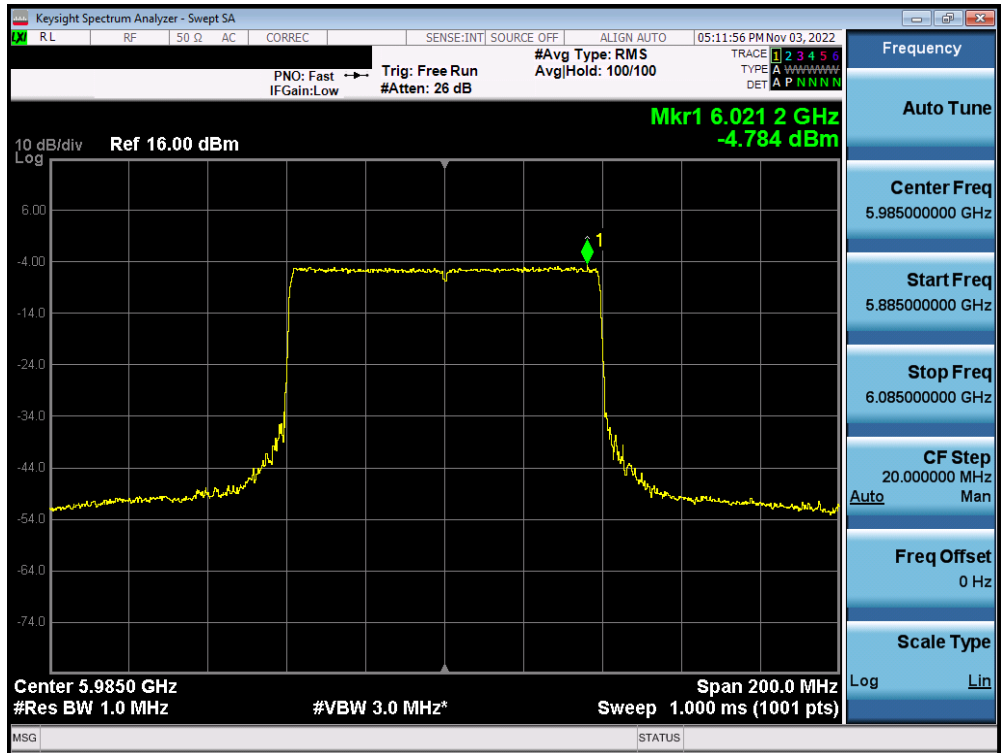 Keysight Spectrum Analyzer - Swept SA
LXI RL RF 50 Ω AC CORREC SENSE:INT SOURCE OFF ALIGN AUTO 05:11:56 PM Nov 03, 2022
#Avg Type: RMS TRACE 1 2 3 4 5 6
PNO: Fast Trig: Free Run Avg|Hold: 100/100 TYPE A WWWWW
IFGain:Low #Atten: 26 dB DET A P N N N N
Mkr1 6.021 2 GHz
-4.784 dBm
10 dB/div Ref 16.00 dBm
Log
6.00
1
-4.00
-14.0
-24.0
-34.0
-44.0
-54.0
-64.0
-74.0
Center 5.9850 GHz Span 200.0 MHz
#Res BW 1.0 MHz #VBW 3.0 MHz* Sweep 1.000 ms (1001 pts)
MSG STATUS
Frequency
Auto Tune
Center Freq
5.985000000 GHz
Start Freq
5.885000000 GHz
Stop Freq
6.085000000 GHz
CF Step
20.000000 MHz
Auto Man
Freq Offset
0 Hz
Scale Type
Log Lin